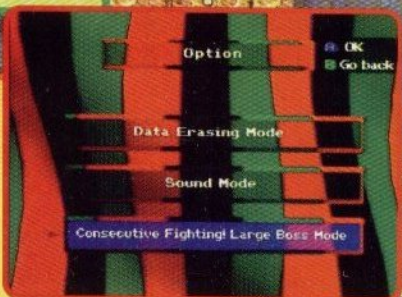 Option
A: OK
B Go back
Data Erasing Mode
Sound Mode
Consecutive Fighting! Large Boss Mode